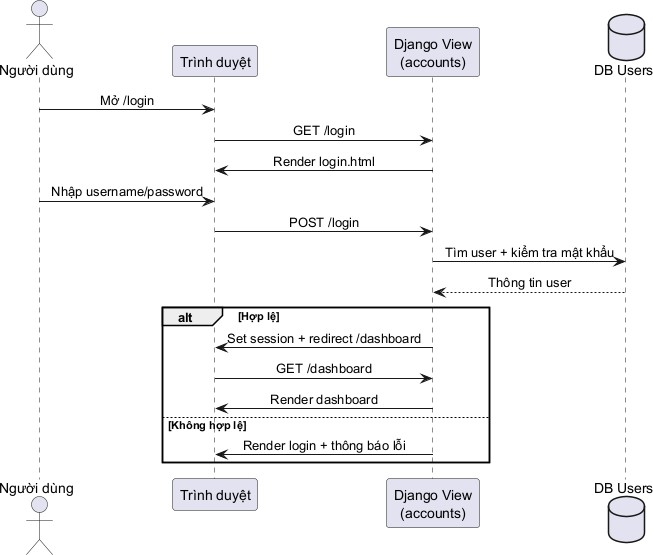 Người dùng
Trình duyệt
Django View
(accounts)
DB Users
Mở /login
GET /login
Render login.html
Nhập username/password
POST /login
Tìm user + kiểm tra mật khẩu
Thông tin user
alt
[Hợp lệ]
Set session + redirect /dashboard
GET /dashboard
Render dashboard
[Không hợp lệ]
Render login + thông báo lỗi
Người dùng
Trình duyệt
Django View
(accounts)
DB Users